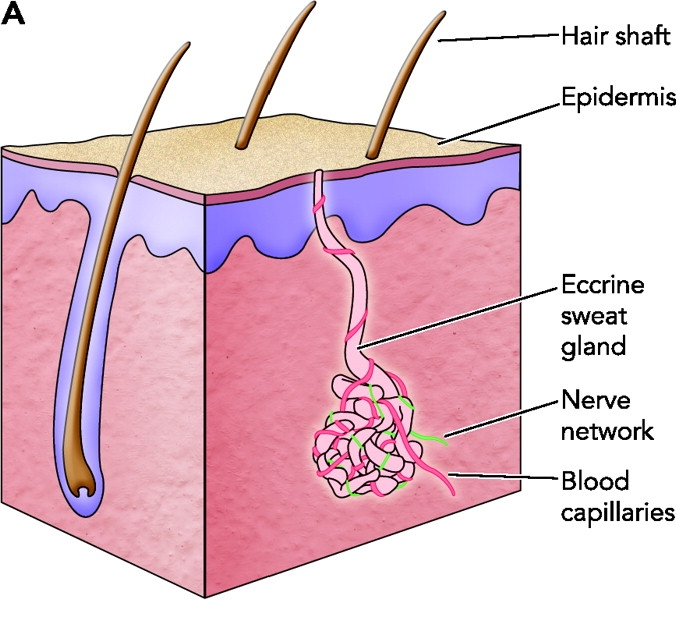 A
Hair shaft
Epidermis
Eccrine
sweat
gland
Nerve
network
Blood
capillaries